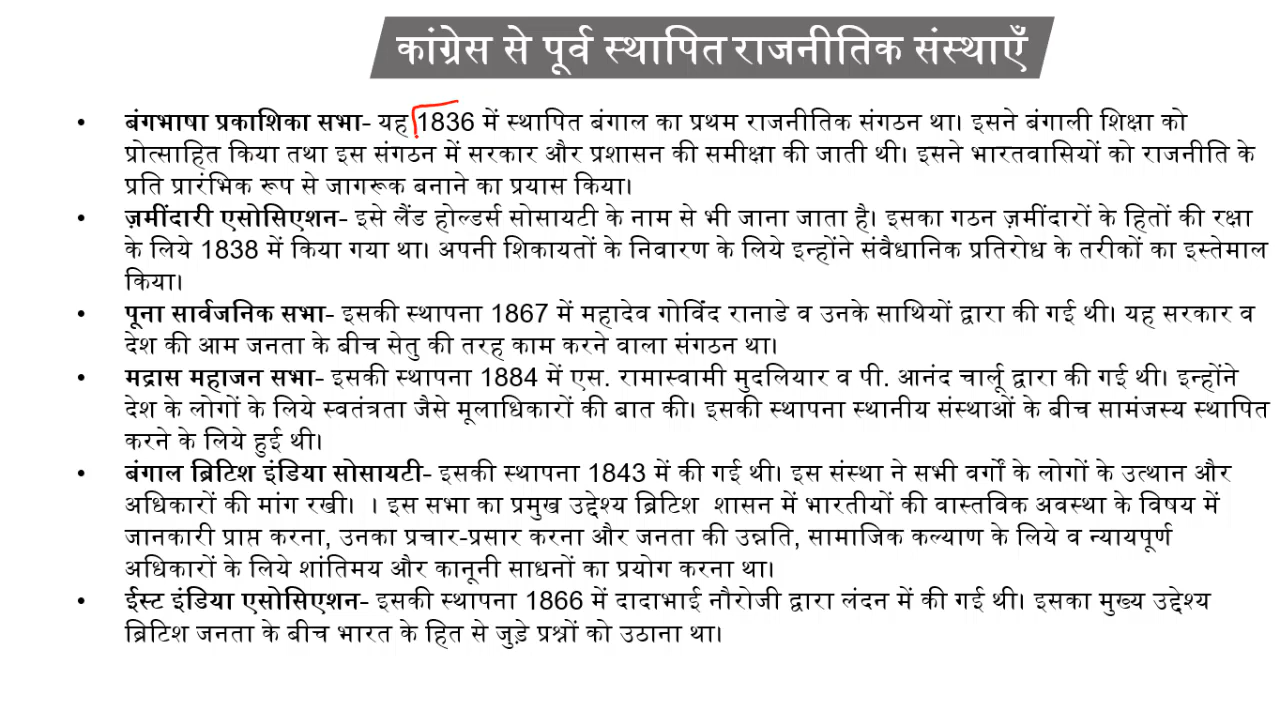 कांग्रेस से पूर्व स्थापित राजनीतिक संस्थाएँ
• बंगभाषा प्रकाशिका सभा- यह 1836 में स्थापित बंगाल का प्रथम राजनीतिक संगठन था। इसने बंगाली शिक्षा को
प्रोत्साहित किया तथा इस संगठन में सरकार और प्रशासन की समीक्षा की जाती थी। इसने भारतवासियों को राजनीति के
प्रति प्रारंभिक रूप से जागरूक बनाने का प्रयास किया।
• ज़मींदारी एसोसिएशन- इसे लैंड होल्डर्स सोसायटी के नाम से भी जाना जाता है। इसका गठन ज़मींदारों के हितों की रक्षा
के लिये 1838 में किया गया था। अपनी शिकायतों के निवारण के लिये इन्होंने संवैधानिक प्रतिरोध के तरीकों का इस्तेमाल
किया।
• पूना सार्वजनिक सभा- इसकी स्थापना 1867 में महादेव गोविंद रानाडे व उनके साथियों द्वारा की गई थी। यह सरकार व
देश की आम जनता के बीच सेतु की तरह काम करने वाला संगठन था।
• मद्रास महाजन सभा- इसकी स्थापना 1884 में एस. रामास्वामी मुदलियार व पी. आनंद चार्लू द्वारा की गई थी। इन्होंने
देश के लोगों के लिये स्वतंत्रता जैसे मूलाधिकारों की बात की। इसकी स्थापना स्थानीय संस्थाओं के बीच सामंजस्य स्थापित
करने के लिये हुई थी।
• बंगाल ब्रिटिश इंडिया सोसायटी- इसकी स्थापना 1843 में की गई थी। इस संस्था ने सभी वर्गों के लोगों के उत्थान और
अधिकारों की मांग रखी। । इस सभा का प्रमुख उद्देश्य ब्रिटिश शासन में भारतीयों की वास्तविक अवस्था के विषय में
जानकारी प्राप्त करना, उनका प्रचार-प्रसार करना और जनता की उन्नति, सामाजिक कल्याण के लिये व न्यायपूर्ण
अधिकारों के लिये शांतिमय और कानूनी साधनों का प्रयोग करना था।
• ईस्ट इंडिया एसोसिएशन- इसकी स्थापना 1866 में दादाभाई नौरोजी द्वारा लंदन में की गई थी। इसका मुख्य उद्देश्य
ब्रिटिश जनता के बीच भारत के हित से जुड़े प्रश्नों को उठाना था।